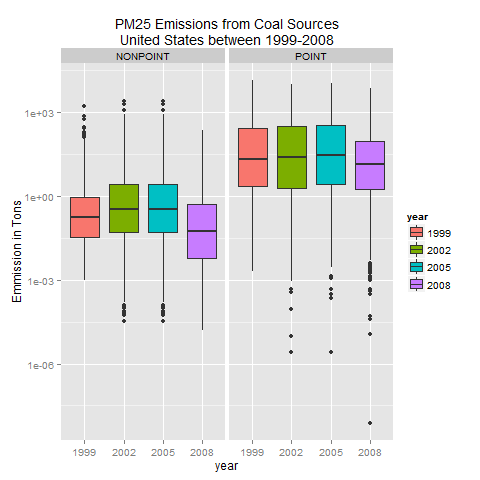 PM25 Emissions from Coal Sources
United States between 1999-2008
NONPOINT POINT
1e+03
1e+00
1e-03
1e-06
Emmission in Tons
1999 2002 2005 2008 1999 2002 2005 2008
year
year
1999
2002
2005
2008